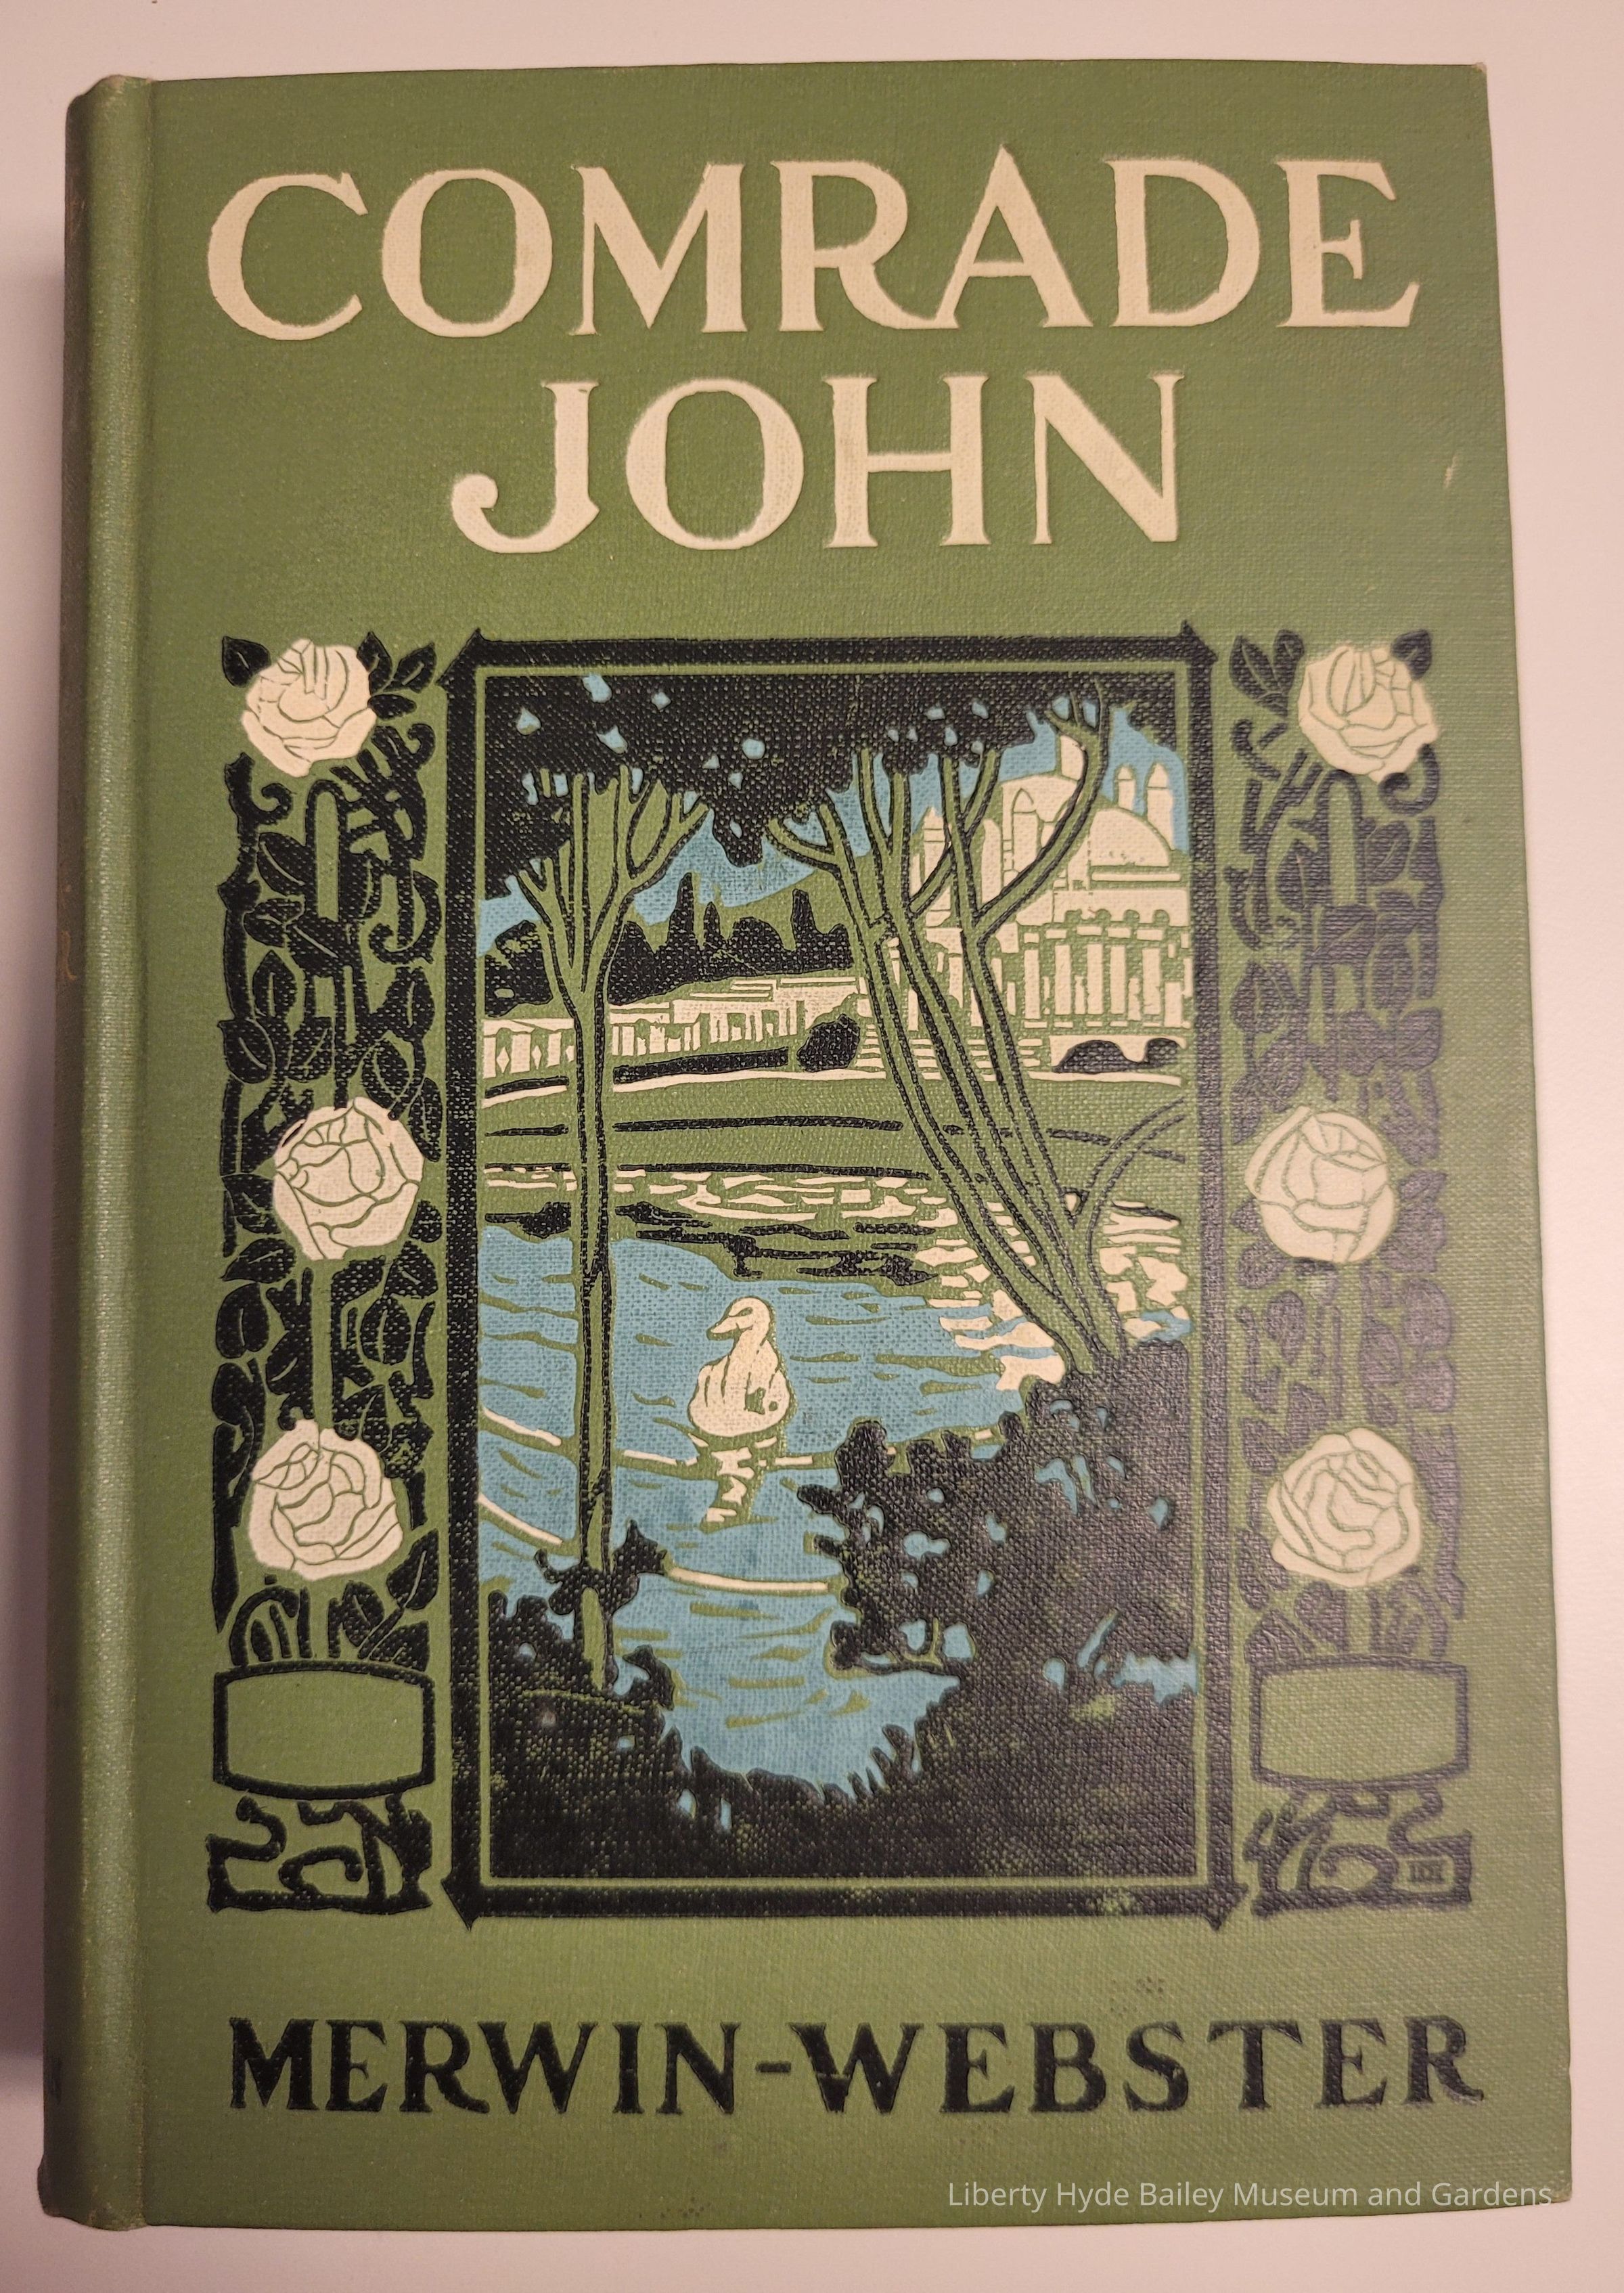 COMRADE
JOHN
MERWIN-WEBSTER
Liberty Hyde Bailey Museum and Gardens